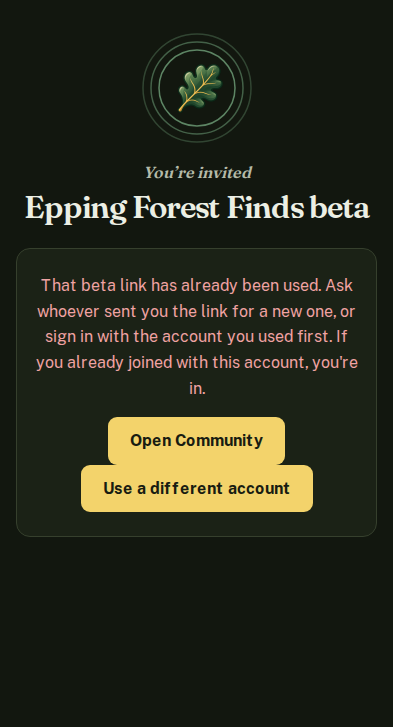 You're invited
Epping Forest Finds beta
That beta link has already been used. Ask
whoever sent you the link for a new one, or
sign in with the account you used first. If
you already joined with this account, you're
in.
Open Community
Use a different account